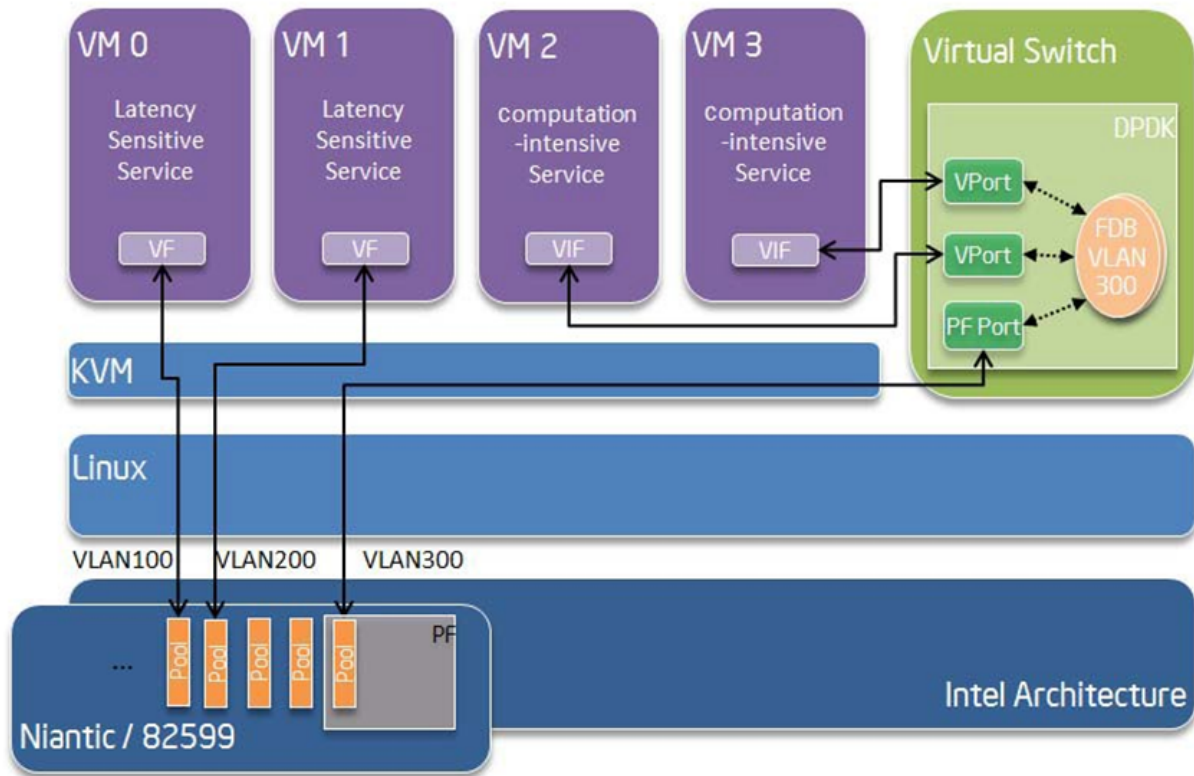 VM 0
Latency
Sensitive
Service
VF
VM 1
Latency
Sensitive
Service
VF
VM 2
computation
-intensive
Service
VIF
VM 3
computation
-intensive
Service
VIF
Virtual Switch
DPDK
VPort
VPort
PF Port
FDB
VLAN
300
KVM
Linux
VLAN100
VLAN200
VLAN300
...
Pool
Pool
Pool
Pool
Pool
PF
Niantic / 82599
Intel Architecture